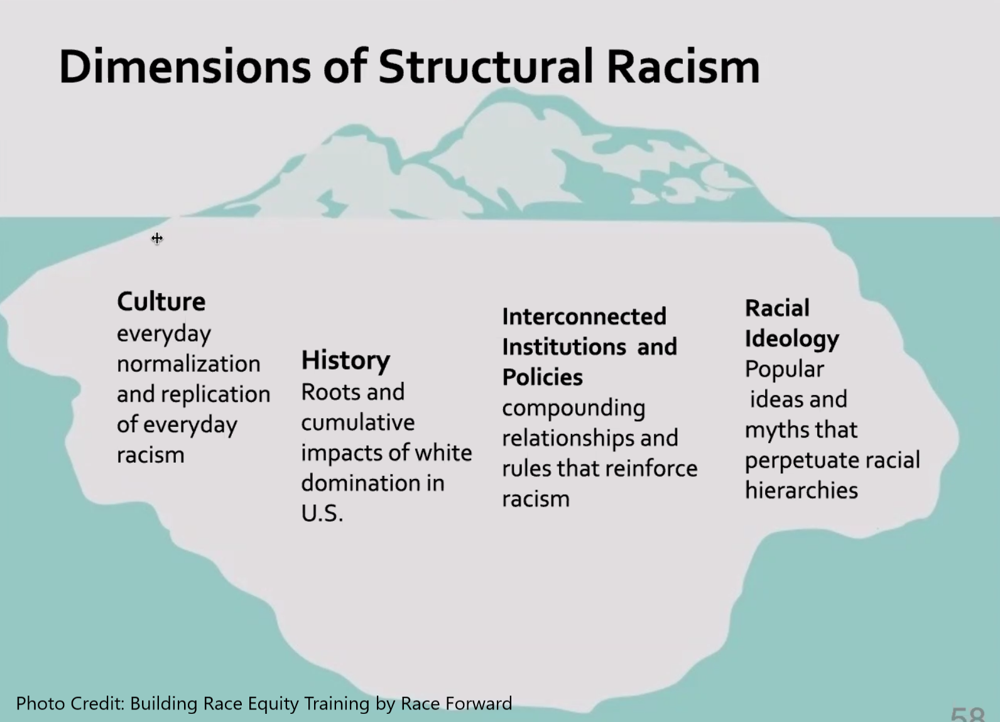 Dimensions of Structural Racism
Culture
everyday
normalization
and replication
of everyday
racism
History
Roots and
cumulative
impacts of white
domination in
U.S.
Interconnected
Institutions and
Policies
compounding
relationships and
rules that reinforce
racism
Racial
Ideology
Popular
ideas and
myths that
perpetuate racial
hierarchies
Photo Credit: Building Race Equity Training by Race Forward
58